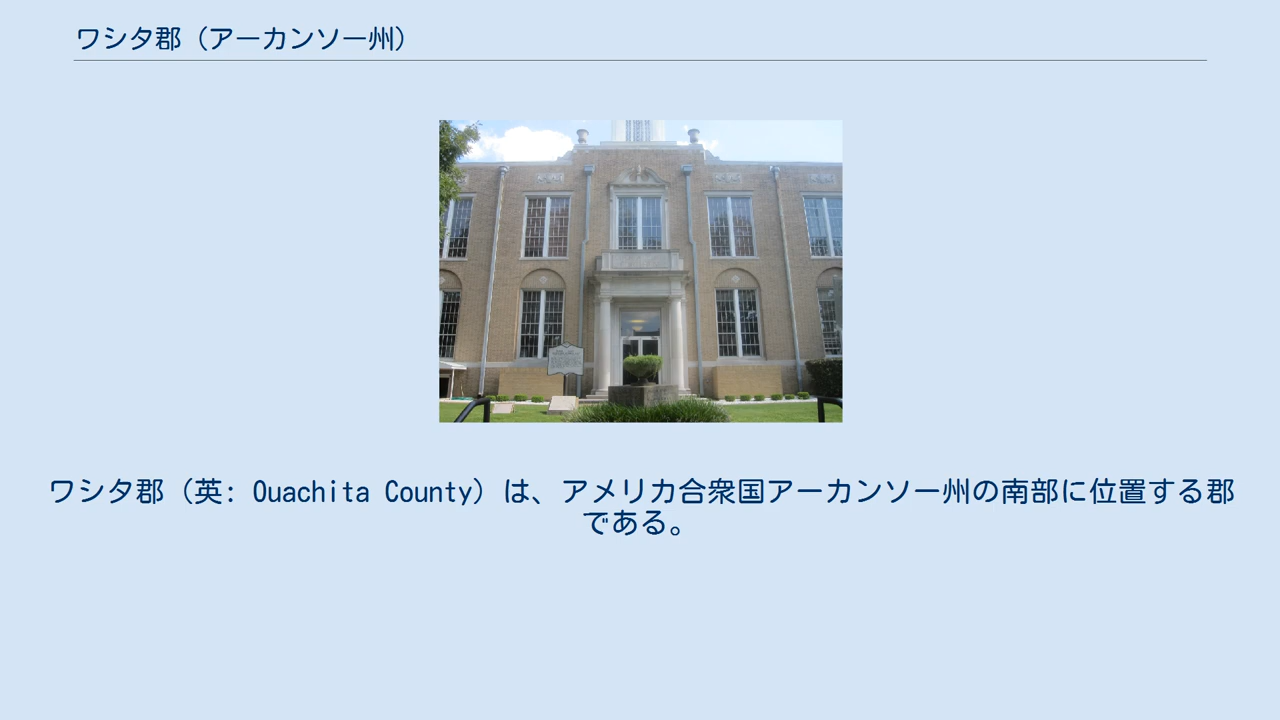 ワシタ郡（アーカンソー州）
ワシタ郡（英: Ouachita County）は、アメリカ合衆国アーカンソー州の南部に位置する郡
である。